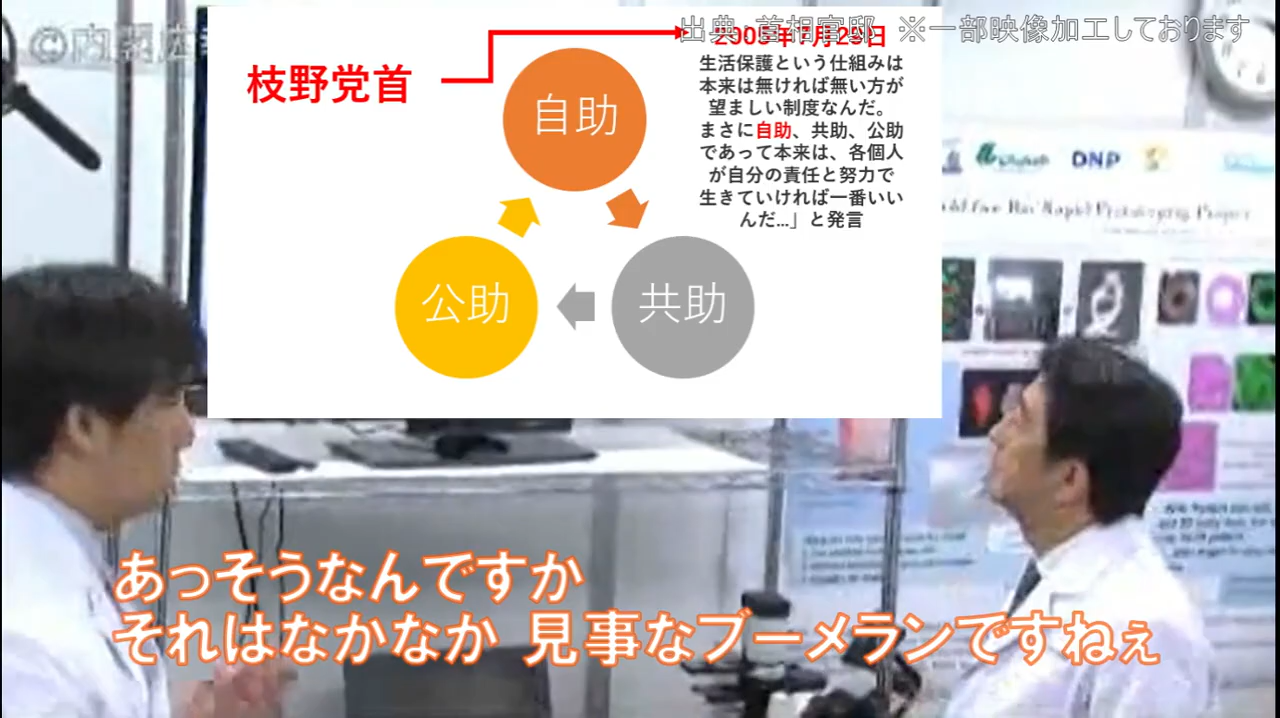 出典:首相官邸 ※一部映像加工しております
枝野党首
2005年7月25日
生活保護という仕組みは
本来は無ければ無い方が
望ましい制度なんだ。
まさに自助、共助、公助
であって本来は、各個人
が自分の責任と努力で
生きていければ一番いい
んだ...」と発言
自助
公助
共助
DNP
Rapid Prototyping Project
あっそうなんですか
それはなかなか 見事なブーメランですねぇ